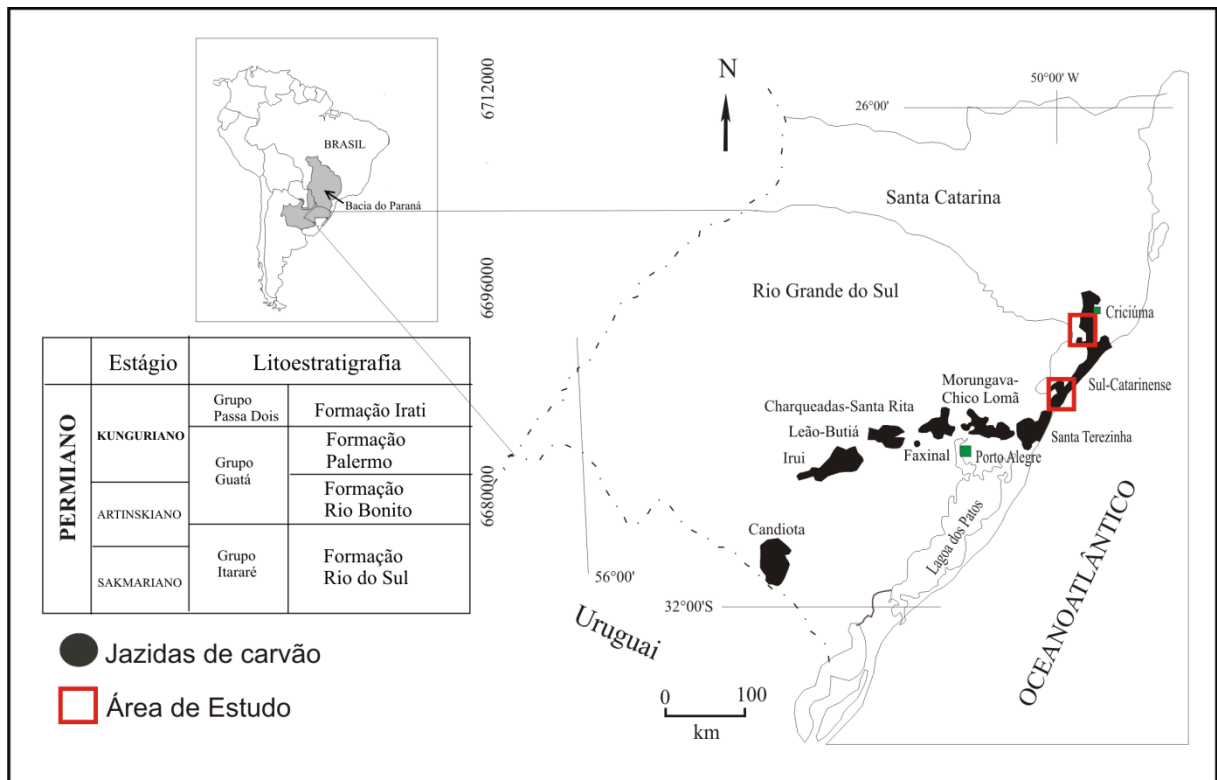 BRASIL
Bacia do Paraná
6712000
6696000
6680000
N
50°00' W
26°00'
Santa Catarina
Rio Grande do Sul
Criciúma
Sul-Catarinense
Morungava-
Chico Lomã
Charqueadas-Santa Rita
Leão-Butiá
Santa Terezinha
Irui
Faxinal
Porto Alegre
Candiota
Lagoa dos Patos
OCEANOATLÂNTICO
56°00'
32°00'S
Uruguai
0 100
km
PERMIANO
Estágio Litoestratigrafia
KUNGURIANO
ARTINSKIANO
SAKMARIANO
Grupo
Passa Dois
Formação Irati
Grupo
Guatá
Formação
Palermo
Formação
Rio Bonito
Grupo
Itararé
Formação
Rio do Sul
Jazidas de carvão
Área de Estudo